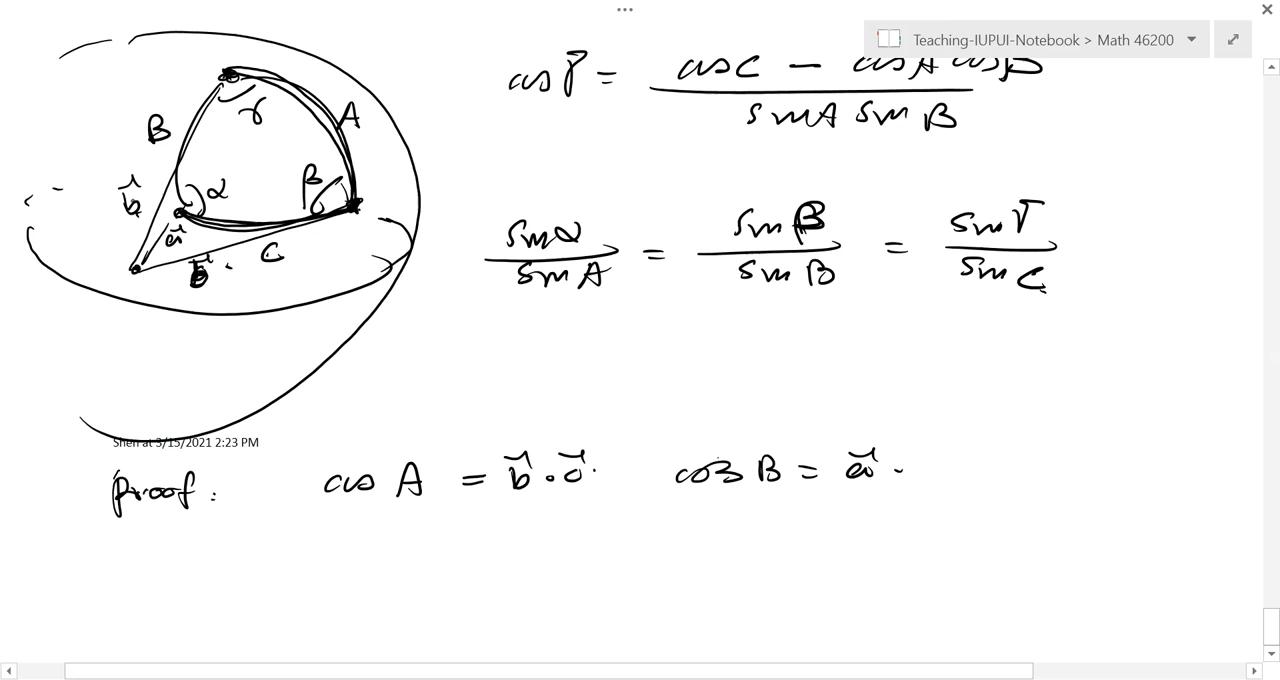 Teaching-IUPUI-Notebook > Math 46200
cos γ = cos C - cos A cos B / sin A sin B
B γ A
α β
b⃗ a⃗ C
b⃗
sin α / sin A = sin β / sin B = sin γ / sin C
Shen at 3/15/2021 2:23 PM
proof: cos A = b⃗ · c⃗ cos B = a⃗ ·